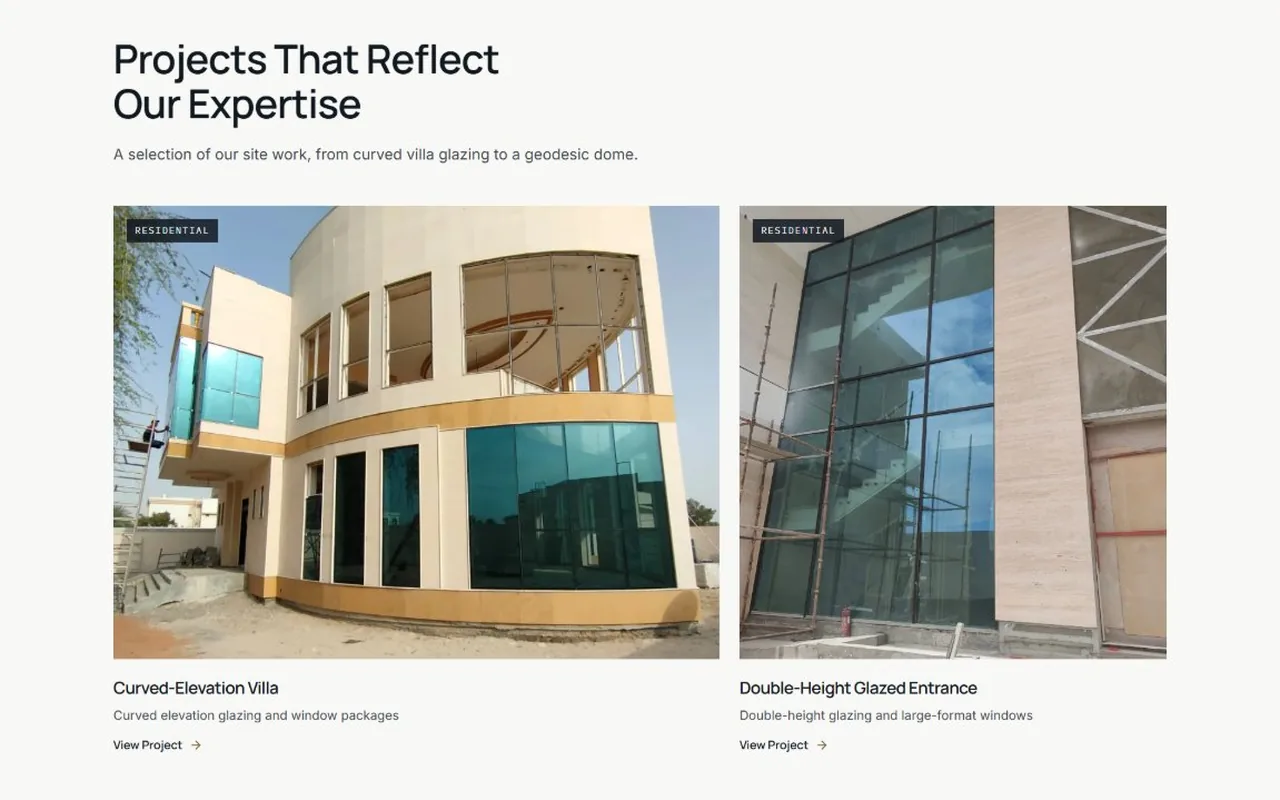 Projects That Reflect
Our Expertise
A selection of our site work, from curved villa glazing to a geodesic dome.
RESIDENTIAL
RESIDENTIAL
Curved-Elevation Villa
Curved elevation glazing and window packages
View Project →
Double-Height Glazed Entrance
Double-height glazing and large-format windows
View Project →